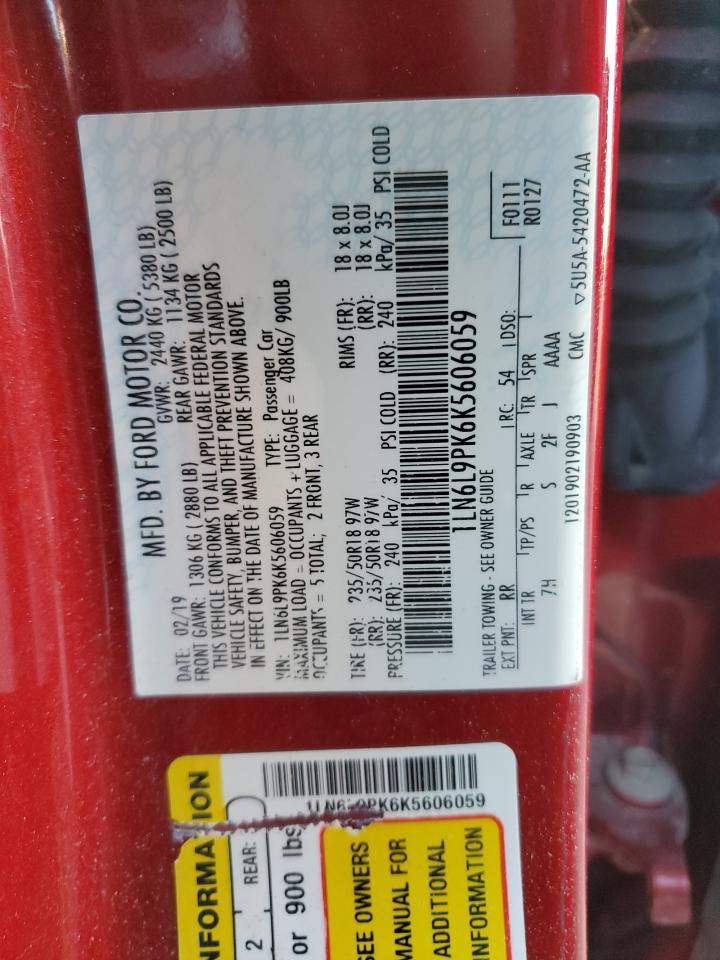 MFD. BY FORD MOTOR CO.
DATE: 02/19 GVWR: 2440 KG ( 5380 LB)
FRONT GAWR: 1306 KG ( 2880 LB) REAR GAWR: 1134 KG ( 2500 LB)
THIS VEHICLE CONFORMS TO ALL APPLICABLE FEDERAL MOTOR
VEHICLE SAFETY, BUMPER, AND THEFT PREVENTION STANDARDS
IN EFFECT ON THE DATE OF MANUFACTURE SHOWN ABOVE.
VIN: 1LN6L9PK6K5606059 TYPE: Passenger Car
MAXIMUM LOAD = OCCUPANTS + LUGGAGE = 408KG/ 900LB
OCCUPANTS = 5 TOTAL; 2 FRONT, 3 REAR
TIRE (FR): 235/50R18 97W RIMS (FR): 18 x 8.0J
(RR): 235/50R18 97W (RR): 18 x 8.0J
PRESSURE (FR): 240 kPa/ 35 PSI COLD (RR): 240 kPa/ 35 PSI COLD
1LN6L9PK6K5606059
TRAILER TOWING - SEE OWNER GUIDE
EXT PNT: RR RC: 54 DSO: F0111
R0127
INT TR TP/PS R AXLE TR SPR
7H S 2F J AAAA
1201902190903 CMC ▽5U5A-5420472-AA
NFORMATION
2 REAR:
or 900 lbs
1LN6L9PK6K5606059
SEE OWNERS
MANUAL FOR
ADDITIONAL
INFORMATION